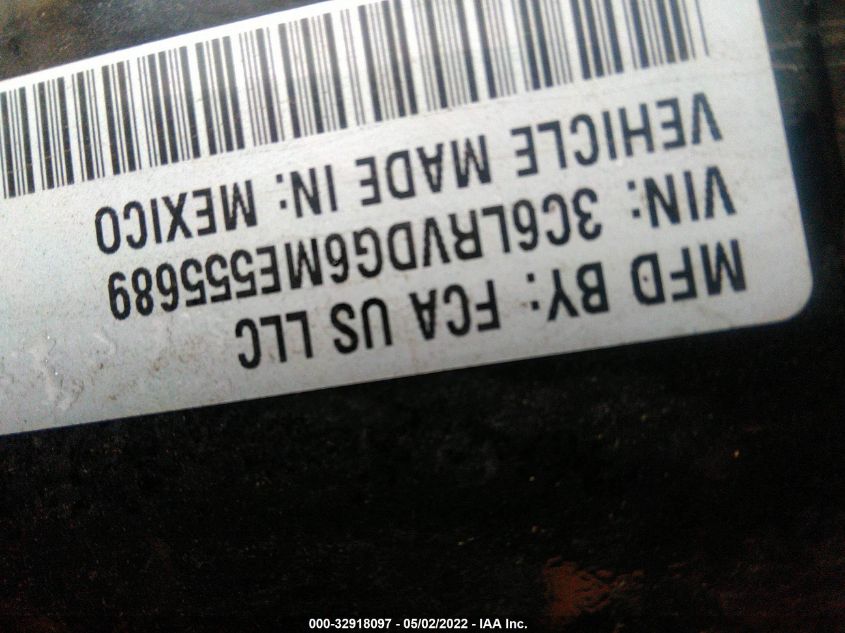 MFD BY: FCA US LLC
VIN: 3C6LRVDG6ME555689
VEHICLE MADE IN: MEXICO
000-32918097 - 05/02/2022 - IAA Inc.